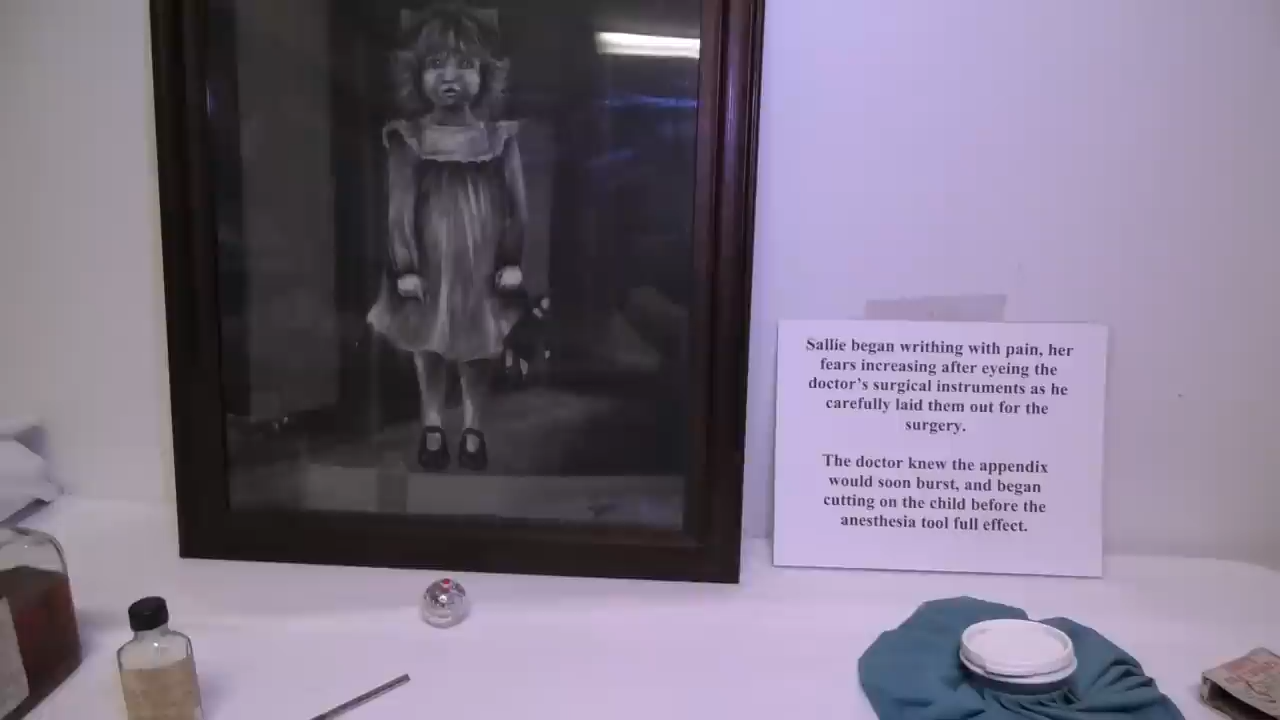 Sallie began writhing with pain, her
fears increasing after eyeing the
doctor's surgical instruments as he
carefully laid them out for the
surgery.
The doctor knew the appendix
would soon burst, and began
cutting on the child before the
anesthesia tool full effect.